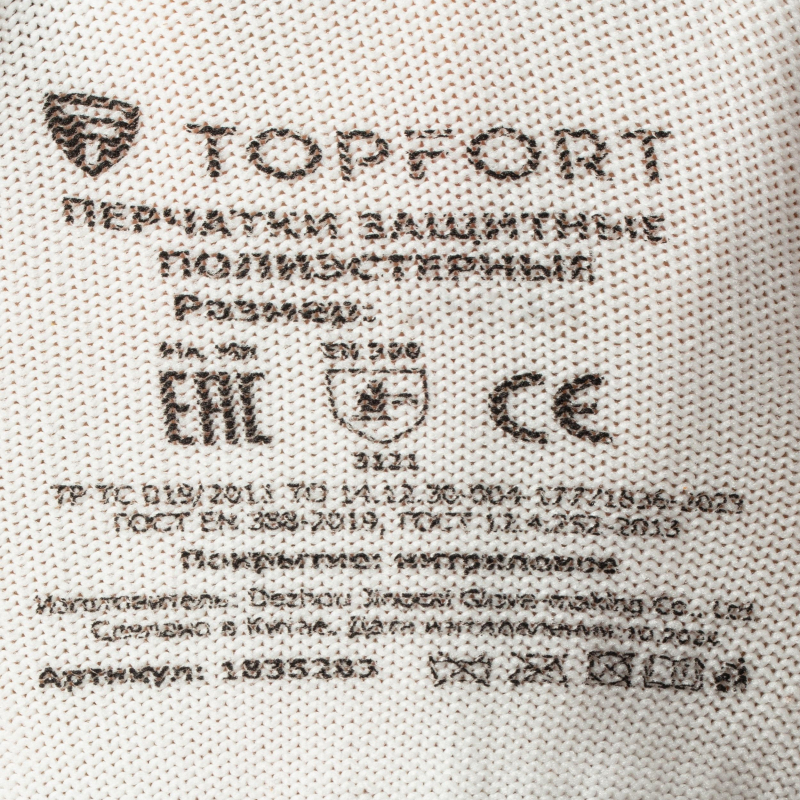 TOPFORT
ПЕРЧАТКИ ЗАЩИТНЫЕ
ПОЛИЭСТЕРНЫЕ
Размер:
EN 388
EAC CE
3121
ТР ТС 019/2011 ТО 14.12.30-004-17771836-2023
ГОСТ EN 388-2019, ГОСТ 12.4.252-2013
Покрытие: нитриловое
Изготовитель: Dezhou Glove-making Co., Ltd
Сделано в Китае. Дата изготовления: 10.2024
Артикул: 1835283